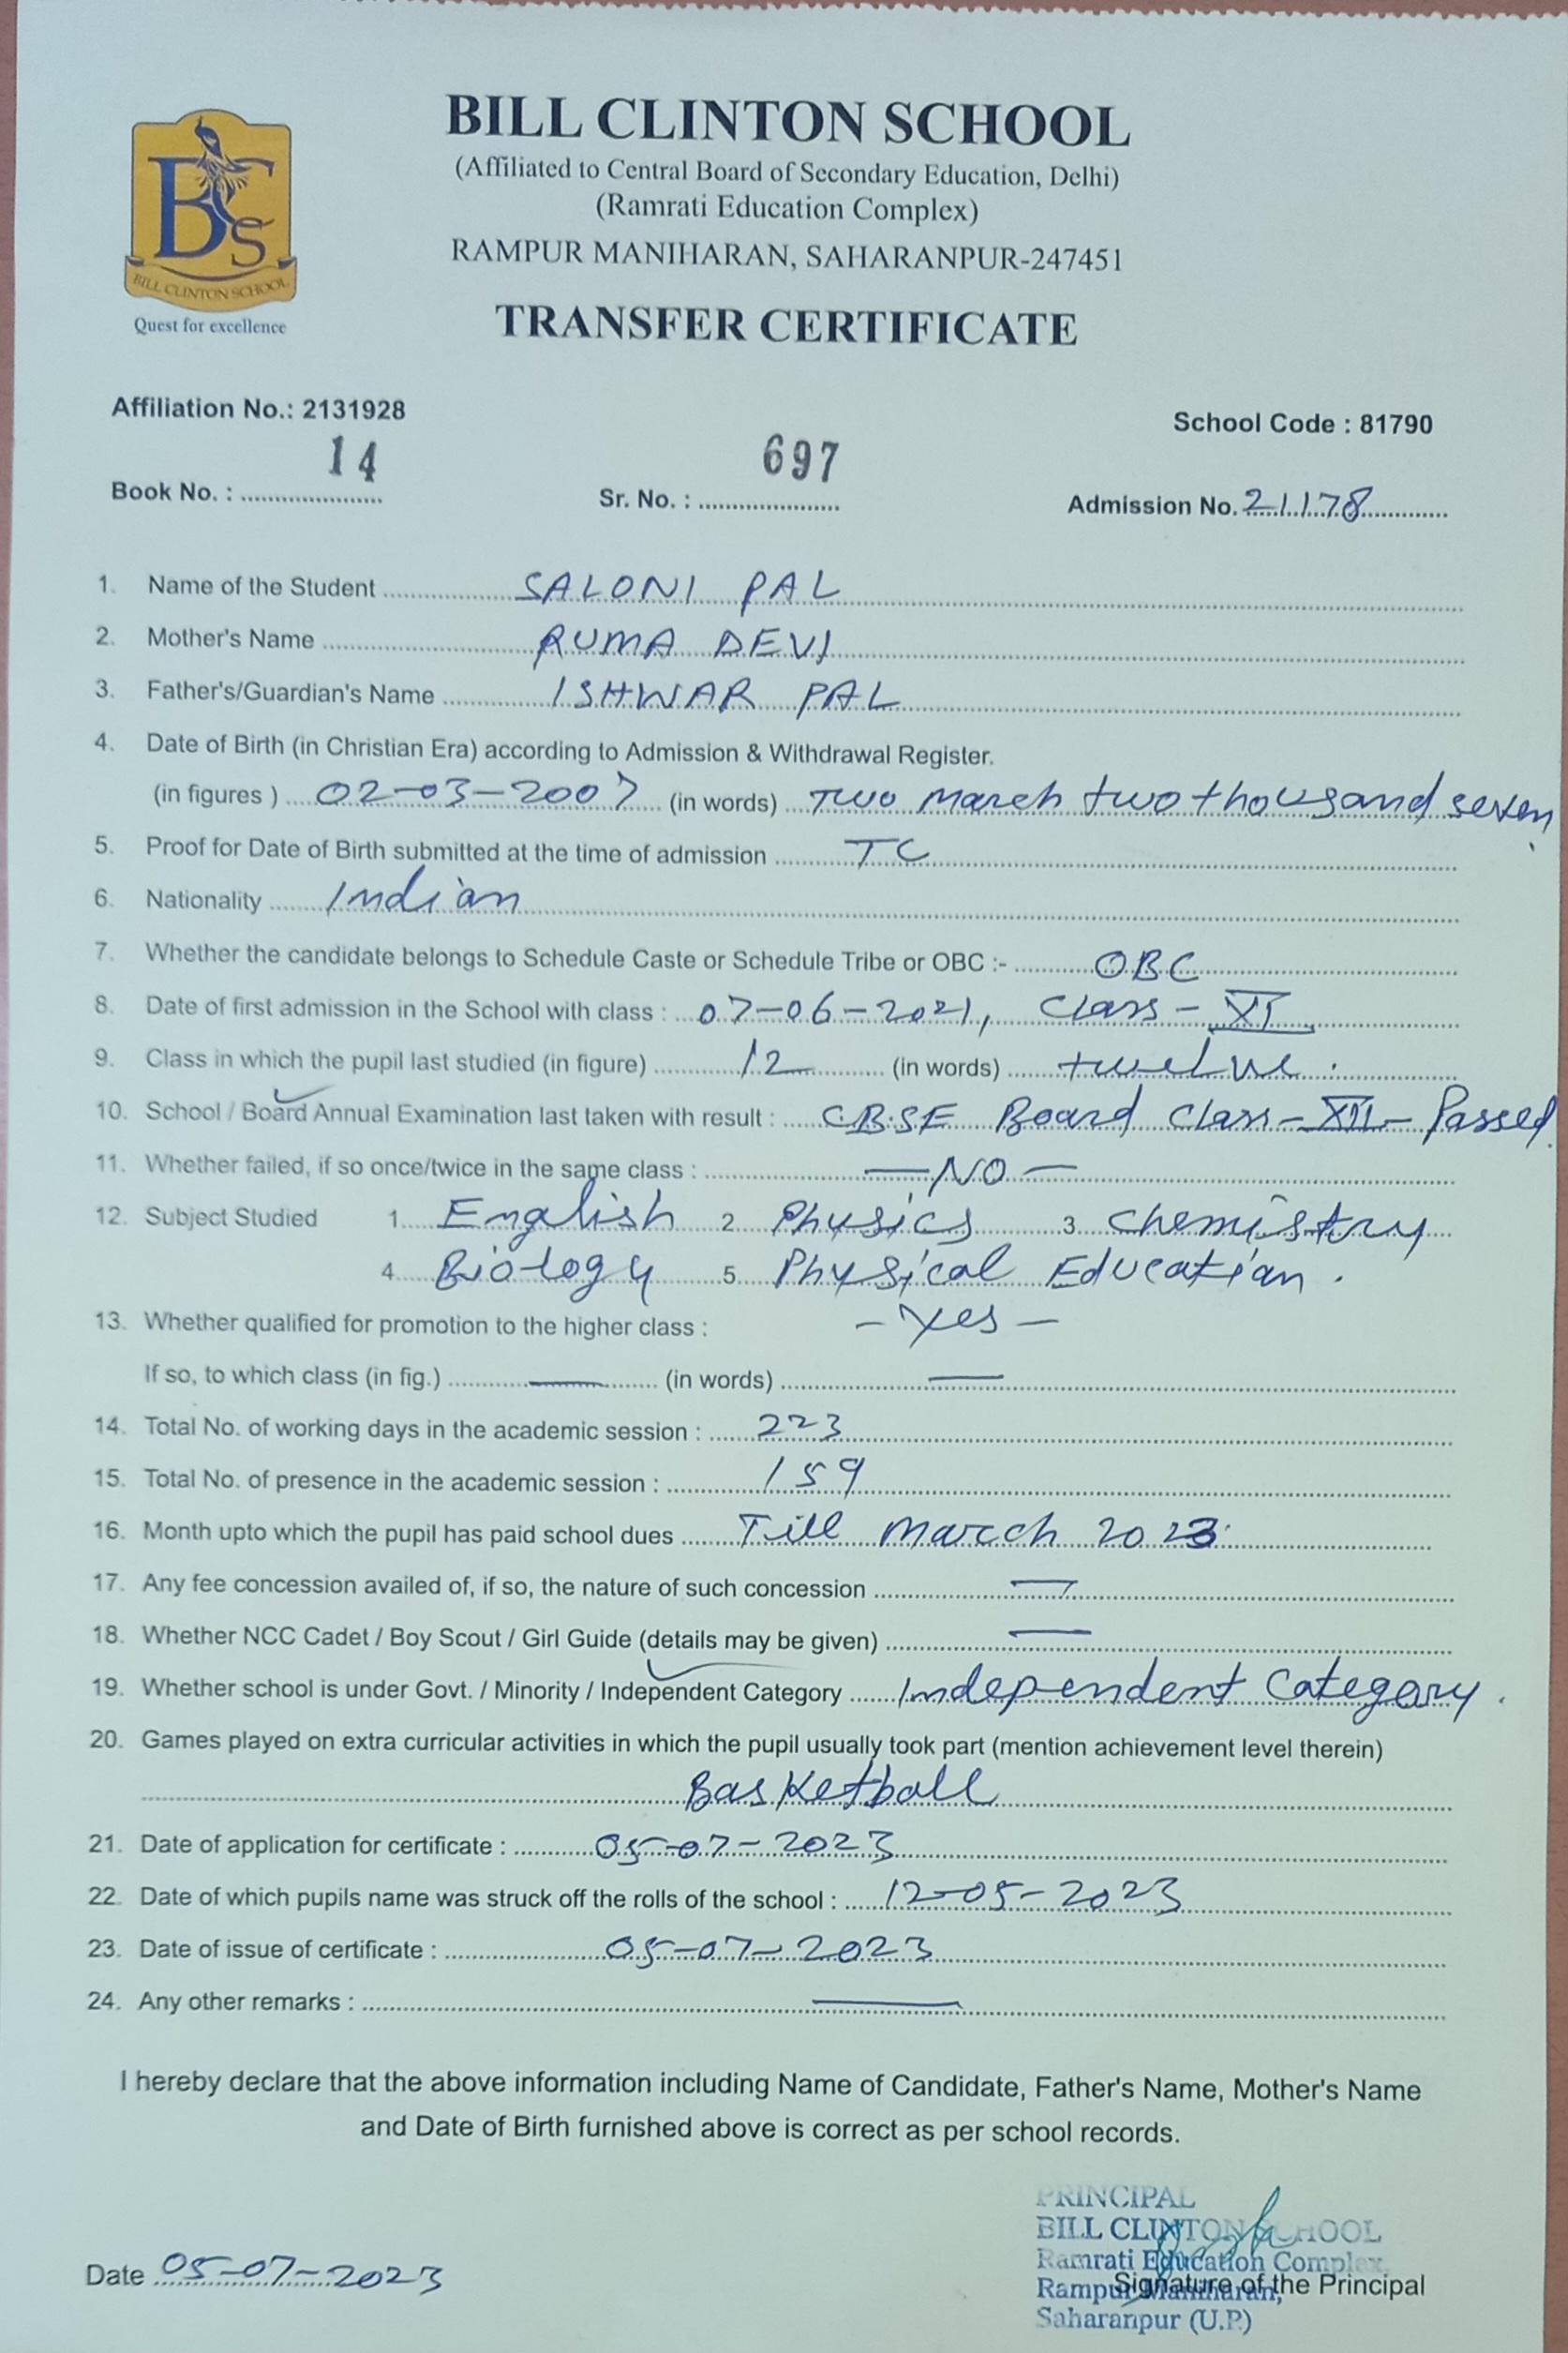 BILL CLINTON SCHOOL
(Affiliated to Central Board of Secondary Education, Delhi)
(Ramrati Education Complex)
RAMPUR MANIHARAN, SAHARANPUR-247451
BCS
BILL CLINTON SCHOOL
Quest for excellence
TRANSFER CERTIFICATE
Affiliation No.: 2131928
School Code : 81790
Book No. : 14 Sr. No. : 697 Admission No. 21178
1. Name of the Student SALONI PAL
2. Mother's Name RUMA DEVI
3. Father's/Guardian's Name ISHWAR PAL
4. Date of Birth (in Christian Era) according to Admission & Withdrawal Register.
(in figures ) 02-03-2007 (in words) Two March two thousand seven
5. Proof for Date of Birth submitted at the time of admission TC
6. Nationality Indian
7. Whether the candidate belongs to Schedule Caste or Schedule Tribe or OBC :- OBC
8. Date of first admission in the School with class : 07-06-2021, Class - XI
9. Class in which the pupil last studied (in figure) 12 (in words) twelve.
10. School / Board Annual Examination last taken with result : CBSE Board Class - XII - Passed.
11. Whether failed, if so once/twice in the same class : — NO —
12. Subject Studied 1. English 2. Physics 3. Chemistry
4. Biology 5. Physical Education.
13. Whether qualified for promotion to the higher class : - Yes -
If so, to which class (in fig.) — (in words) —
14. Total No. of working days in the academic session : 223
15. Total No. of presence in the academic session : 159
16. Month upto which the pupil has paid school dues Till March 2023.
17. Any fee concession availed of, if so, the nature of such concession —
18. Whether NCC Cadet / Boy Scout / Girl Guide (details may be given) —
19. Whether school is under Govt. / Minority / Independent Category Independent Category.
20. Games played on extra curricular activities in which the pupil usually took part (mention achievement level therein)
Basketball
21. Date of application for certificate : 05-07-2023
22. Date of which pupils name was struck off the rolls of the school : 12-05-2023
23. Date of issue of certificate : 05-07-2023
24. Any other remarks : —
I hereby declare that the above information including Name of Candidate, Father's Name, Mother's Name
and Date of Birth furnished above is correct as per school records.
PRINCIPAL
BILL CLINTON SCHOOL
Ramrati Education Complex,
Rampur Maniharan,
Saharanpur (U.P.)
Date 05-07-2023
Signature of the Principal